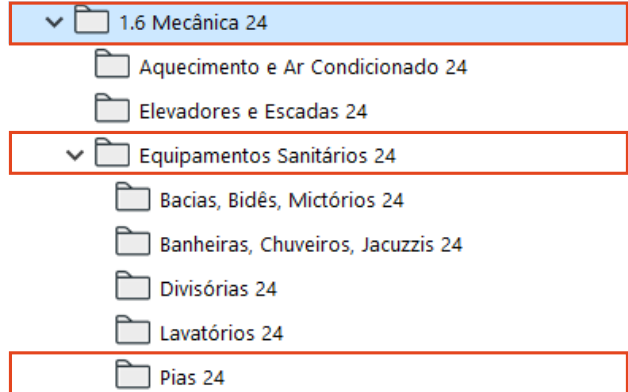 1.6 Mecânica 24
Aquecimento e Ar Condicionado 24
Elevadores e Escadas 24
Equipamentos Sanitários 24
Bacias, Bidês, Mictórios 24
Banheiras, Chuveiros, Jacuzzis 24
Divisórias 24
Lavatórios 24
Pias 24